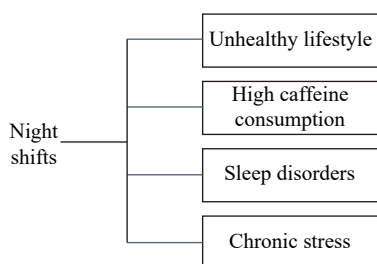 Unhealthy lifestyle
High caffeine
consumption
Night
shifts
Sleep disorders
Chronic stress